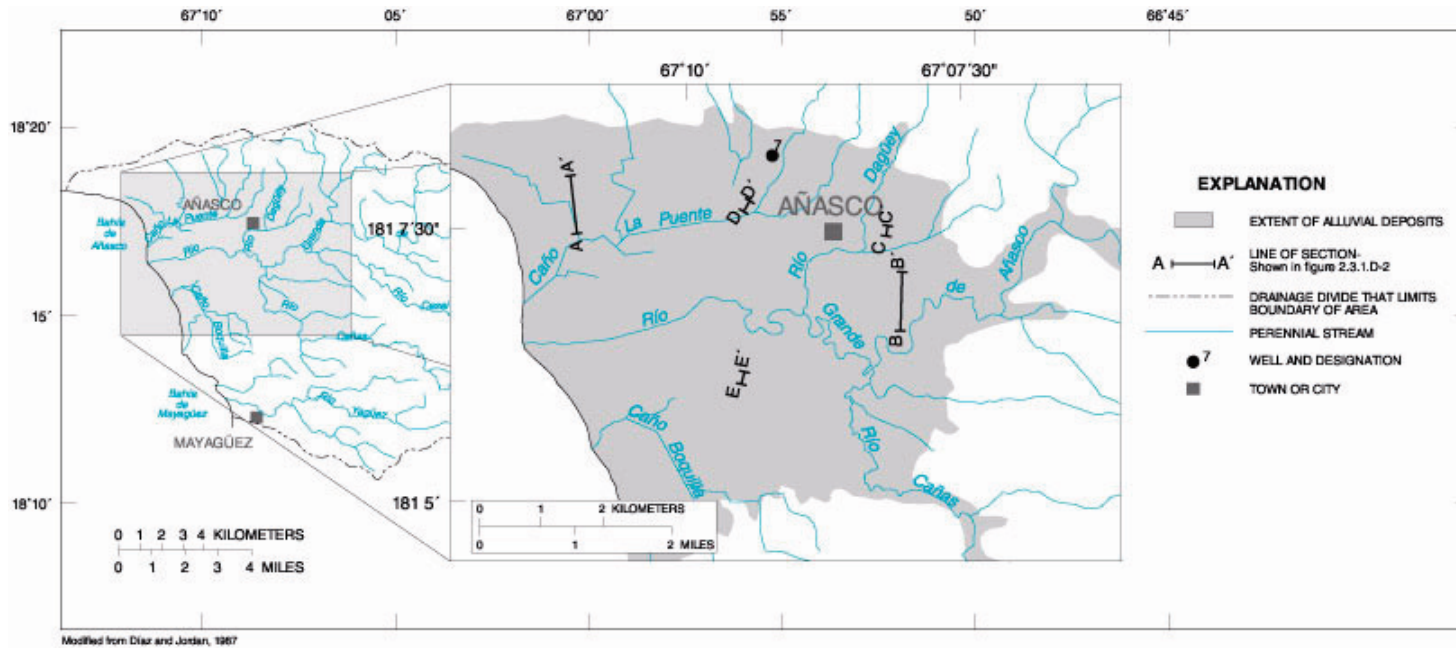 67°10' 05' 67°00' 55' 50' 66°45'
18°20'
15'
18°10'
AÑASCO
Bahía
de
Añasco
Caño La Puente
Dagüey
Río
Río
Grande
Caño
Boquilla
Río
Río
Cañas
Bahía
de
Mayagüez
Río
Yagüez
MAYAGÜEZ
0 1 2 3 4 KILOMETERS
0 1 2 3 4 MILES
67°10' 67°07'30"
181 7'30"
181 5'
7
A'
A
D'
D
AÑASCO
Dagüey
La Puente
Caño
C
C
B'
B
Río
Río
Grande
de
Añasco
E'
E
Caño
Boquilla
Río
Cañas
0 1 2 KILOMETERS
0 1 2 MILES
EXPLANATION
EXTENT OF ALLUVIAL DEPOSITS
A A' LINE OF SECTION-
Shown in figure 2.3.1.D-2
DRAINAGE DIVIDE THAT LIMITS
BOUNDARY OF AREA
PERENNIAL STREAM
7 WELL AND DESIGNATION
TOWN OR CITY
Modified from Díaz and Jordan, 1987